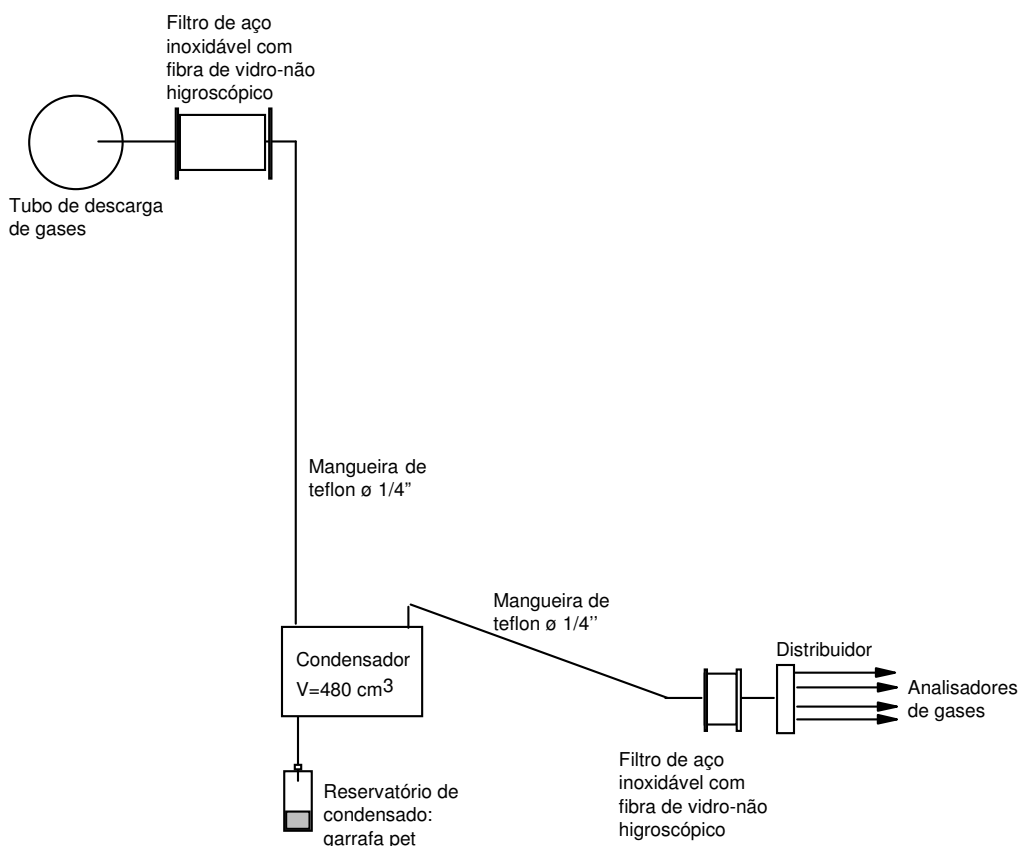 Filtro de aço
inoxidável com
fibra de vidro-não
higroscópico
Tubo de descarga
de gases
Mangueira de
teflon ø 1/4”
Mangueira de
teflon ø 1/4’’
Condensador
V=480 cm3
Distribuidor
Analisadores
de gases
Filtro de aço
inoxidável com
fibra de vidro-não
higroscópico
Reservatório de
condensado:
garrafa pet